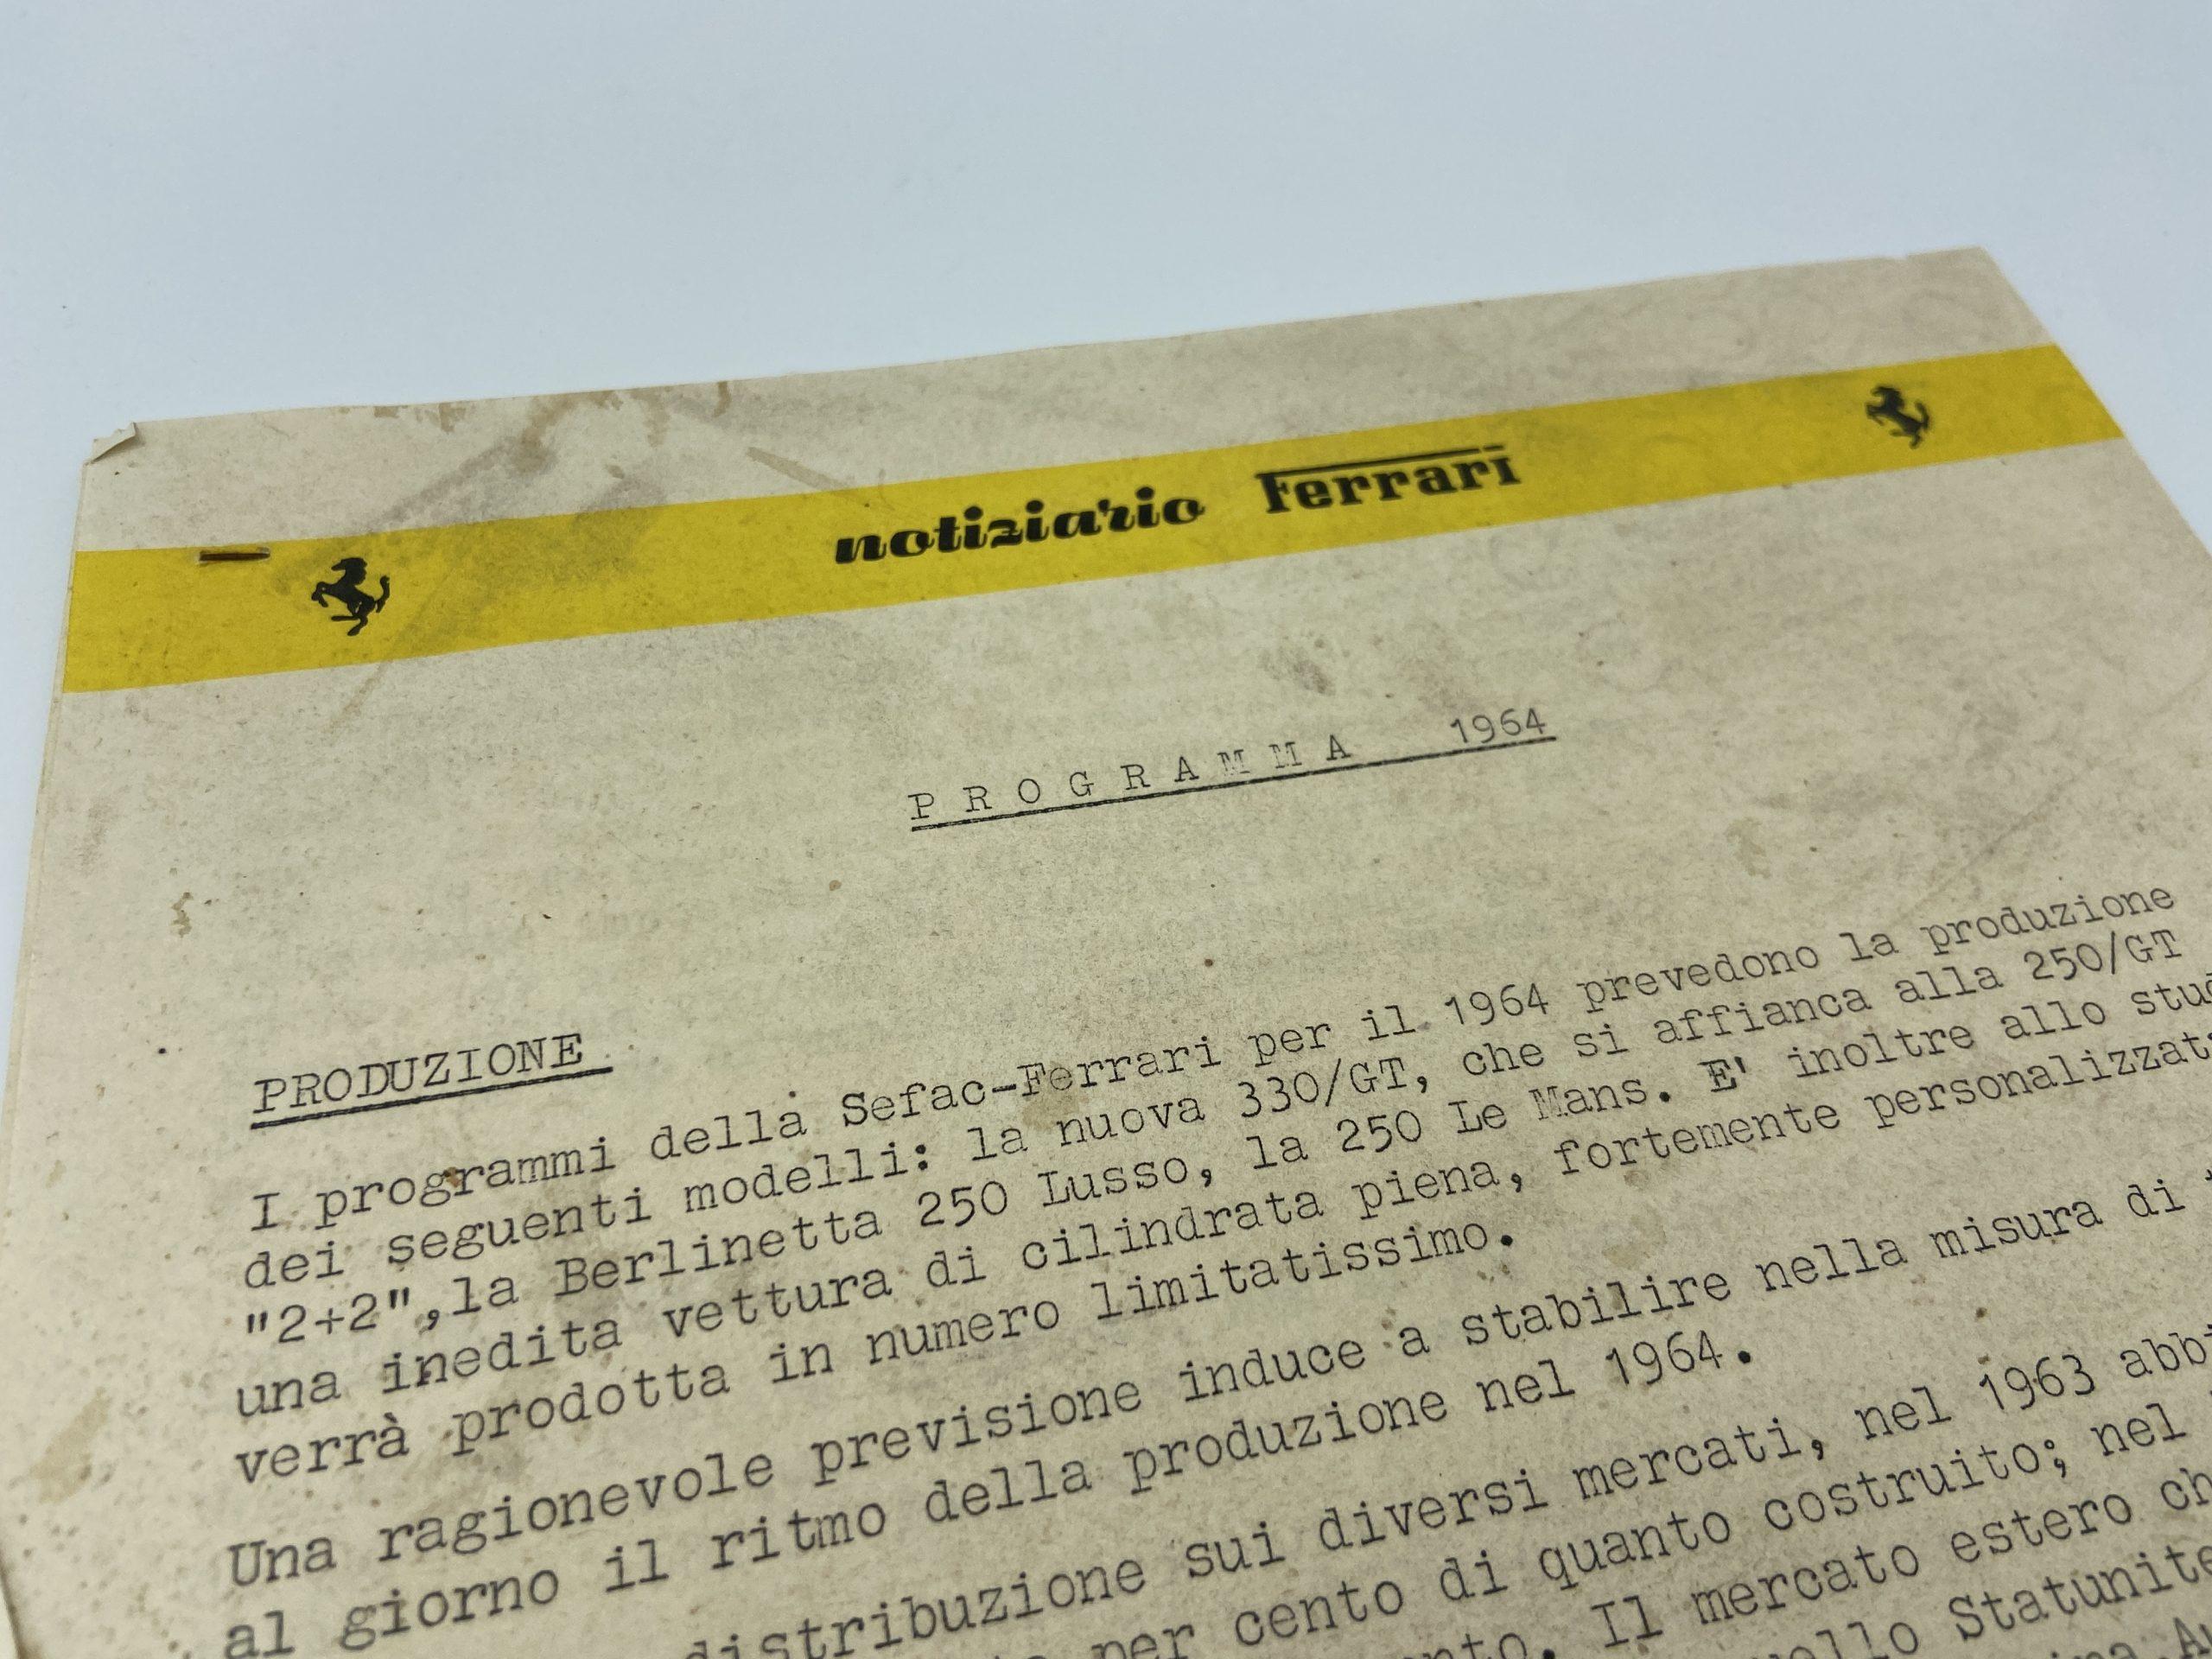 notiziario Ferrari
PROGRAMMA 1964
PRODUZIONE
I programmi della Sefac-Ferrari per il 1964 prevedono la produzione
dei seguenti modelli: la nuova 330/GT, che si affianca alla 250/GT
"2+2",la Berlinetta 250 Lusso, la 250 Le Mans. E' inoltre allo
una inedita vettura di cilindrata piena, fortemente
verrà prodotta in numero limitatissimo.
Una ragionevole previsione induce a stabilire nella misura di
al giorno il ritmo della produzione nel 1964.
distribuzione sui diversi mercati, nel 1963
per cento di quanto costruito; nel
Il mercato estero